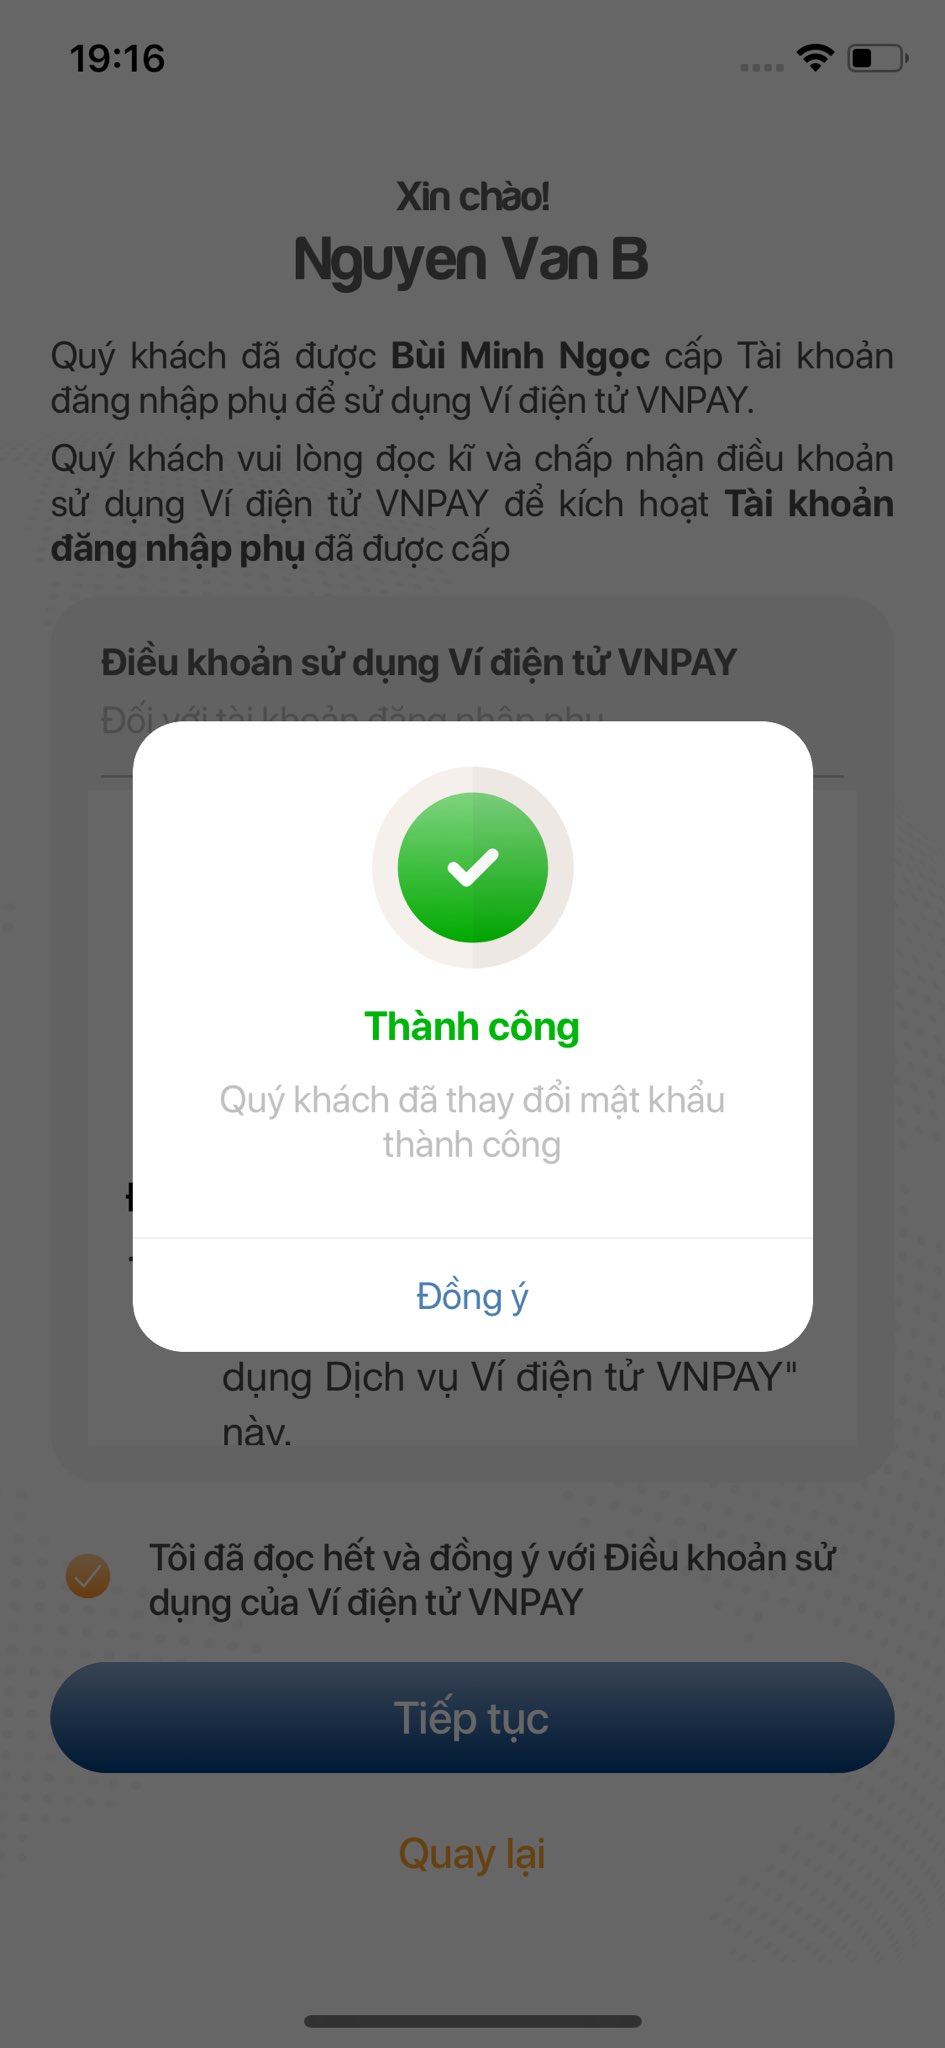 19:16
Xin chào!
Nguyen Van B
Quý khách đã được Bùi Minh Ngọc cấp Tài khoản
đăng nhập phụ để sử dụng Ví điện tử VNPAY.
Quý khách vui lòng đọc kĩ và chấp nhận điều khoản
sử dụng Ví điện tử VNPAY để kích hoạt Tài khoản
đăng nhập phụ đã được cấp
Điều khoản sử dụng Ví điện tử VNPAY
Đối với tài khoản đăng nhập phụ
Thành công
Quý khách đã thay đổi mật khẩu
thành công
Đồng ý
dụng Dịch vụ Ví điện tử VNPAY"
này.
Tôi đã đọc hết và đồng ý với Điều khoản sử
dụng của Ví điện tử VNPAY
Tiếp tục
Quay lại